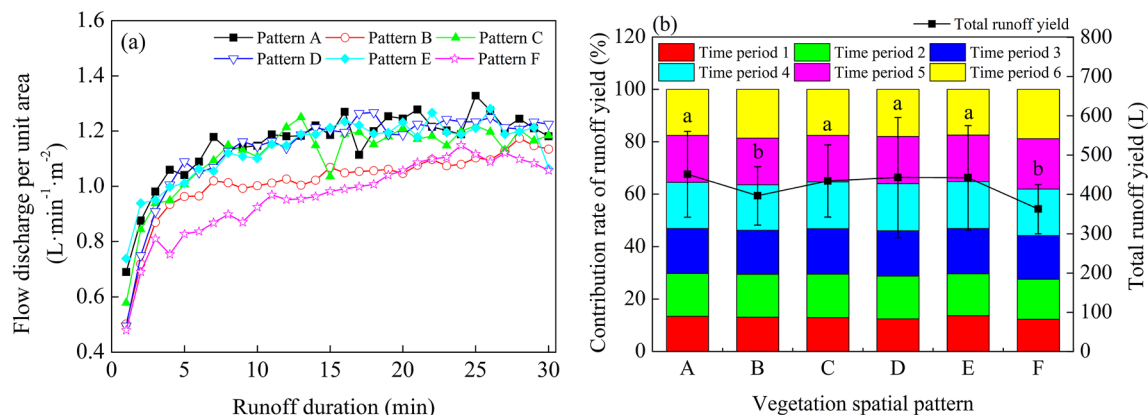 (a)
Pattern A Pattern B Pattern C
Pattern D Pattern E Pattern F
1.6
1.4
1.2
1.0
0.8
0.6
0.4
0 5 10 15 20 25 30
Runoff duration (min)
Flow discharge per unit area
(L·min⁻¹·m⁻²)
(b)
Total runoff yield
Time period 1 Time period 2 Time period 3
Time period 4 Time period 5 Time period 6
120
100
80
60
40
20
0
Contribution rate of runoff yield (%)
a b a a a b
A B C D E F
Vegetation spatial pattern
800
700
600
500
400
300
200
100
0
Total runoff yield (L)